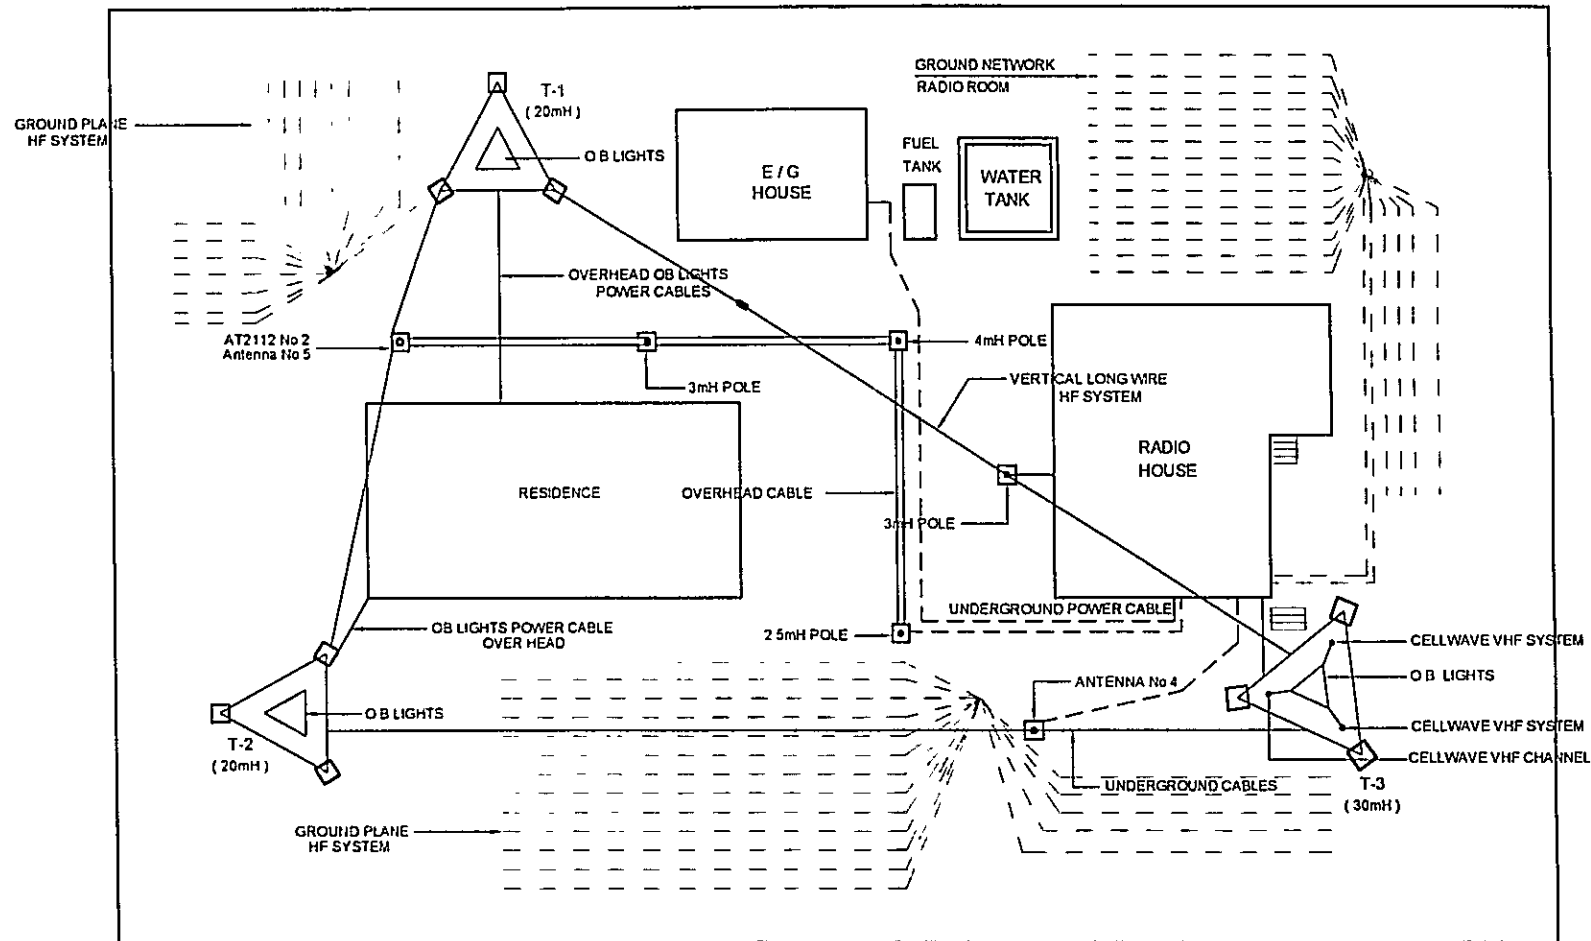 GROUND NETWORK
RADIO ROOM
T-1
( 20mH )
GROUND PLANE
HF SYSTEM
O B LIGHTS
E / G
HOUSE
FUEL
TANK
WATER
TANK
OVERHEAD OB LIGHTS
POWER CABLES
AT2112 No 2
Antenna No 5
4mH POLE
3mH POLE
VERTICAL LONG WIRE
HF SYSTEM
RADIO
HOUSE
RESIDENCE
OVERHEAD CABLE
3mH POLE
UNDERGROUND POWER CABLE
OB LIGHTS POWER CABLE
OVER HEAD
2 5mH POLE
CELLWAVE VHF SYSTEM
O B LIGHTS
ANTENNA No 4
O B LIGHTS
CELLWAVE VHF SYSTEM
T-2
( 20mH )
CELLWAVE VHF CHANNEL
UNDERGROUND CABLES
T-3
( 30mH )
GROUND PLANE
HF SYSTEM